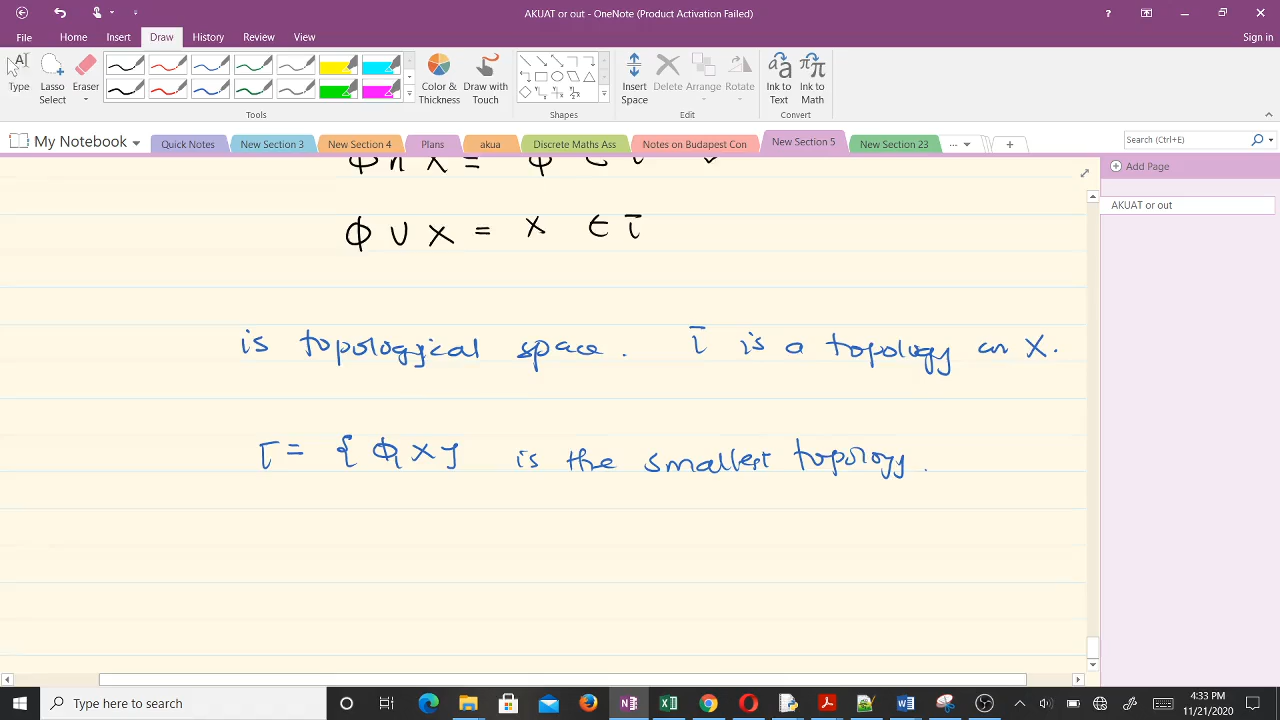 AKUAT or out - OneNote (Product Activation Failed)
File Home Insert Draw History Review View
Sign in
Type
Lasso Select
Eraser
Color & Thickness
Draw with Touch
Insert Space
Delete
Arrange
Rotate
Ink to Text
Ink to Math
Tools
Shapes
Edit
Convert
My Notebook
Quick Notes
New Section 3
New Section 4
Plans
akua
Discrete Maths Ass
Notes on Budapest Con
New Section 5
New Section 23
...
Search (Ctrl+E)
Add Page
AKUAT or out
ϕ ∩ X = ϕ ∈ τ ✓
ϕ ∪ X = X ∈ τ
is topological space. τ is a topology on X.
τ = { ϕ, X } is the smallest topology.
Type here to search
4:33 PM
11/21/2020